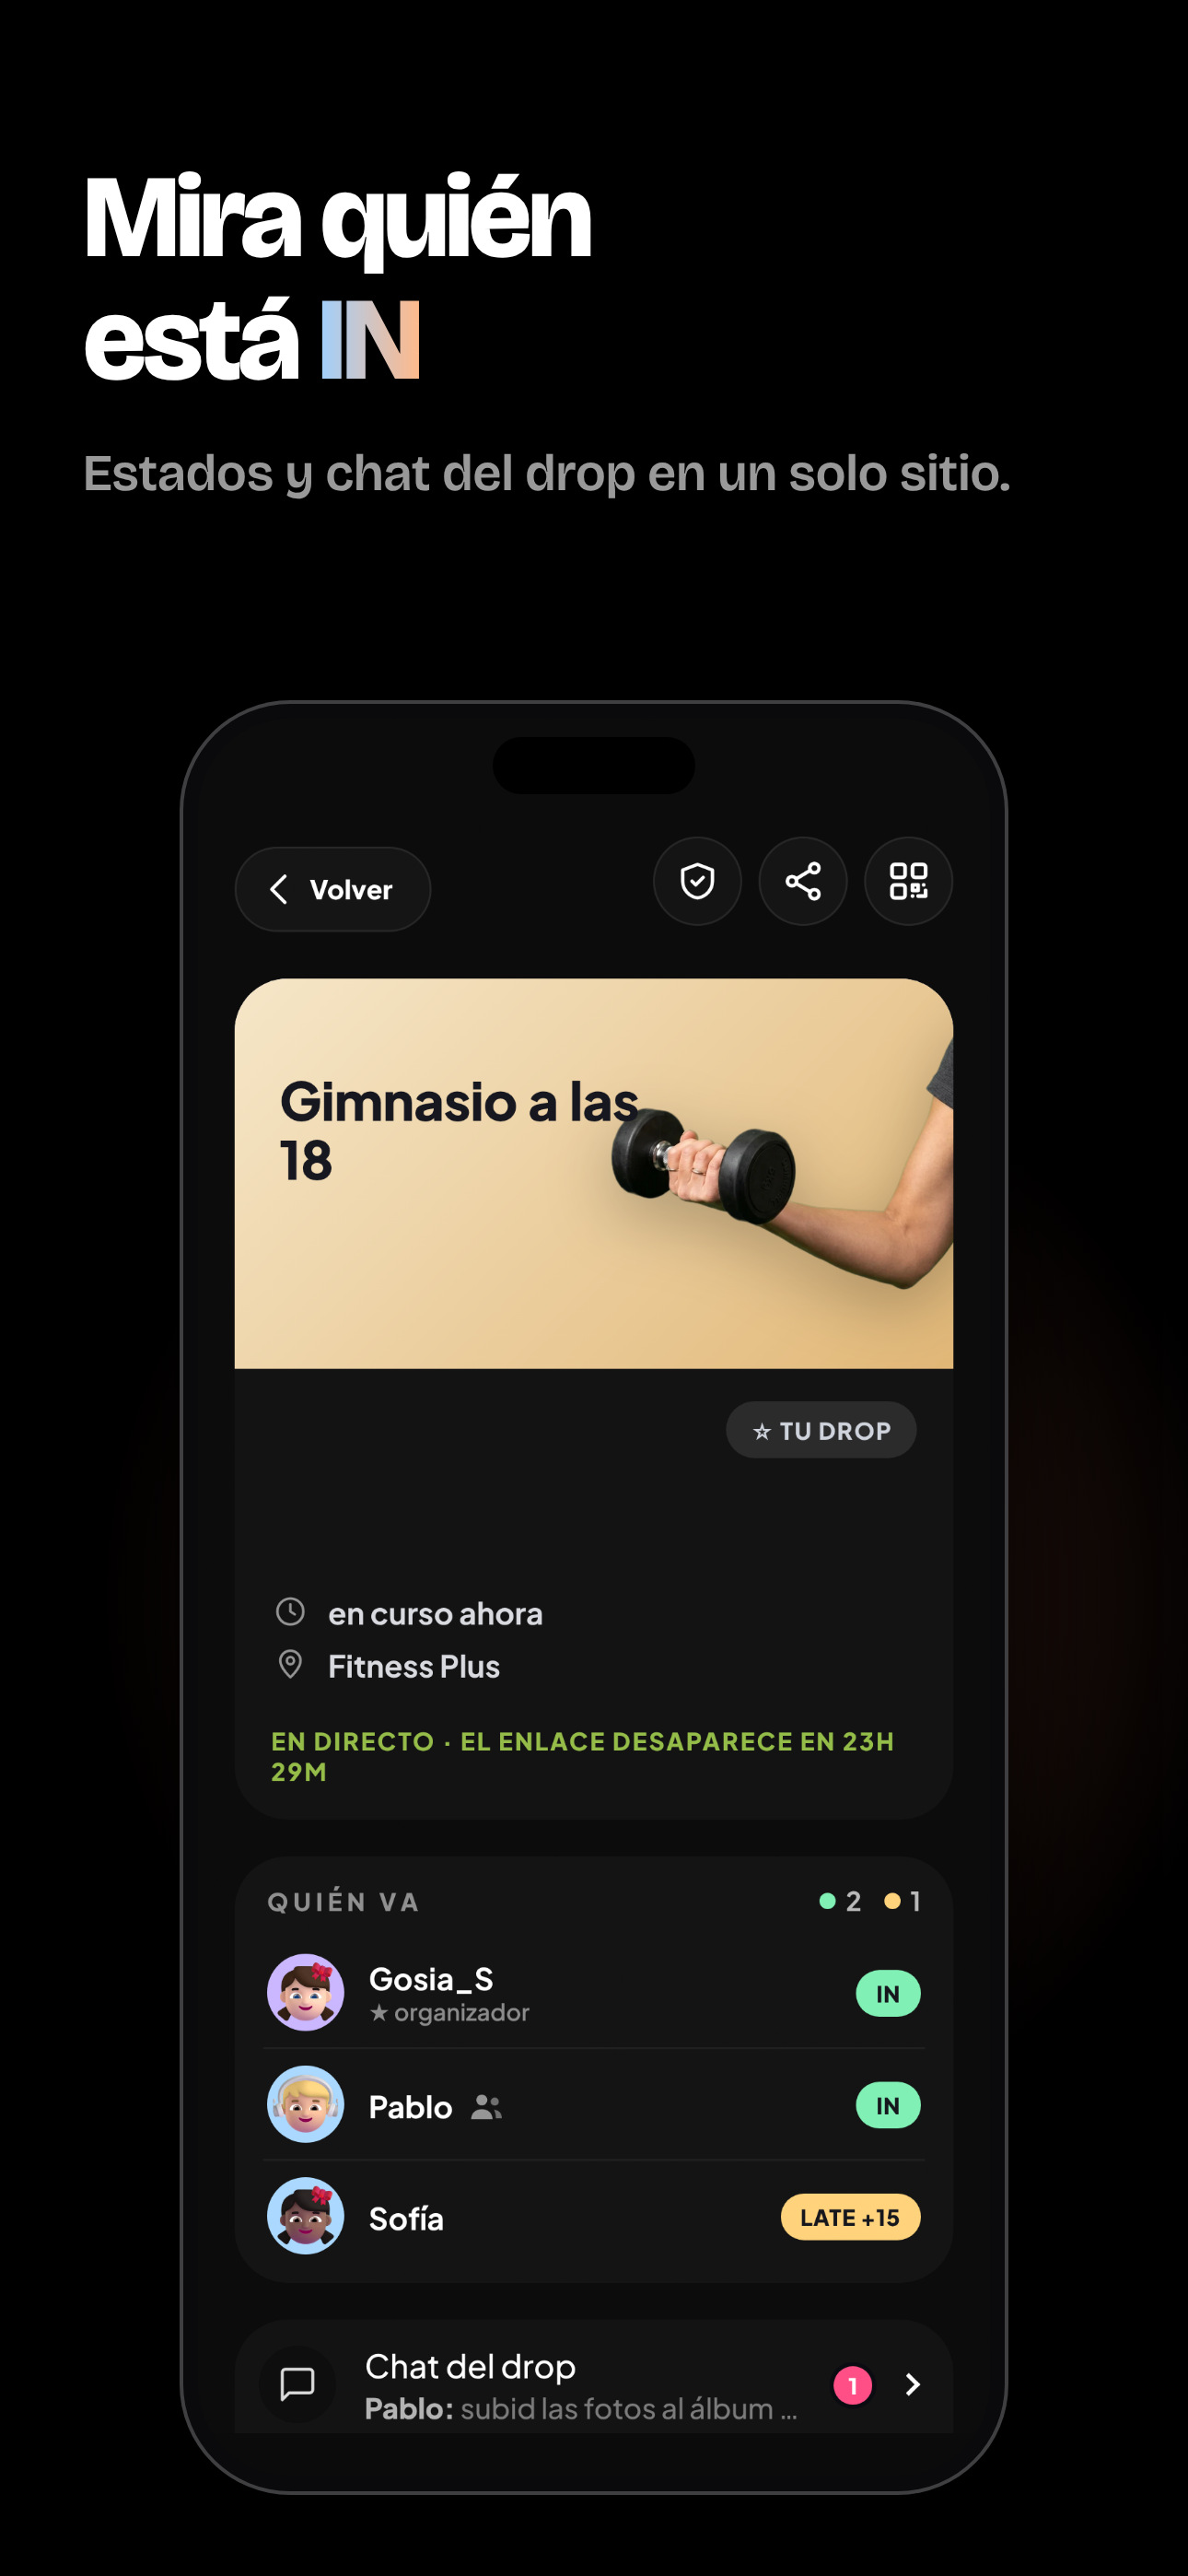 Mira quién
está IN
Estados y chat del drop en un solo sitio.
Volver
Gimnasio a las
18
☆ TU DROP
en curso ahora
Fitness Plus
EN DIRECTO · EL ENLACE DESAPARECE EN 23H
29M
QUIÉN VA 2 1
Gosia_S
★ organizador
IN
Pablo IN
Sofía LATE +15
Chat del drop
Pablo: subid las fotos al álbum ...
1